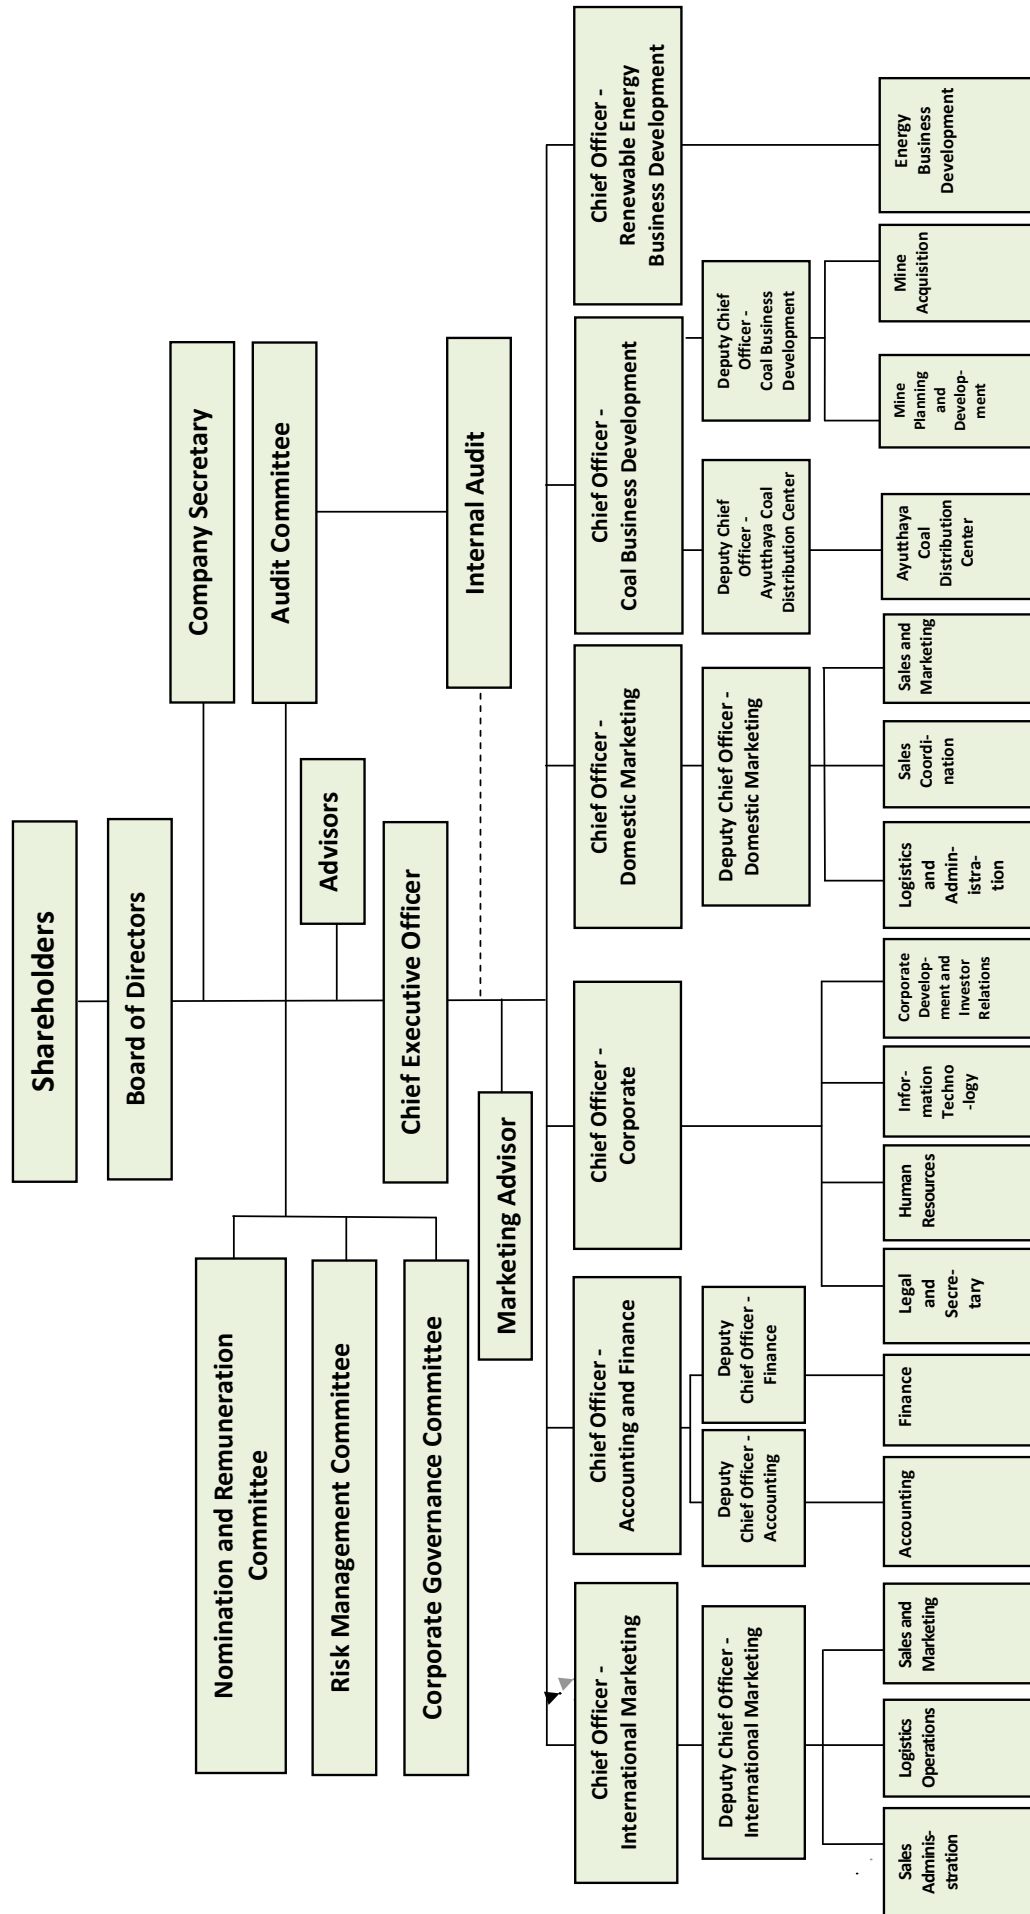 Shareholders
Board of Directors
Company Secretary
Nomination and Remuneration
Committee
Audit Committee
Advisors
Risk Management Committee
Chief Executive Officer
Corporate Governance Committee
Internal Audit
Marketing Advisor
Chief Officer -
International Marketing
Chief Officer -
Accounting and Finance
Chief Officer -
Corporate
Chief Officer -
Domestic Marketing
Chief Officer -
Coal Business Development
Chief Officer -
Renewable Energy
Business Development
Deputy Chief Officer -
International Marketing
Deputy
Chief Officer -
Accounting
Deputy
Chief Officer -
Finance
Deputy Chief Officer -
Domestic Marketing
Deputy Chief
Officer -
Ayutthaya Coal
Distribution Center
Deputy Chief
Officer -
Coal Business
Development
Sales
Adminis-
stration
Logistics
Operations
Sales and
Marketing
Accounting
Finance
Legal
and
Secre-
tary
Human
Resources
Infor-
mation
Techno
-logy
Corporate
Develop-
ment and
Investor
Relations
Logistics
and
Admin-
istra-
tion
Sales
Coordi-
nation
Sales and
Marketing
Ayutthaya
Coal
Distribution
Center
Mine
Planning
and
Develop-
ment
Mine
Acquisition
Energy
Business
Development